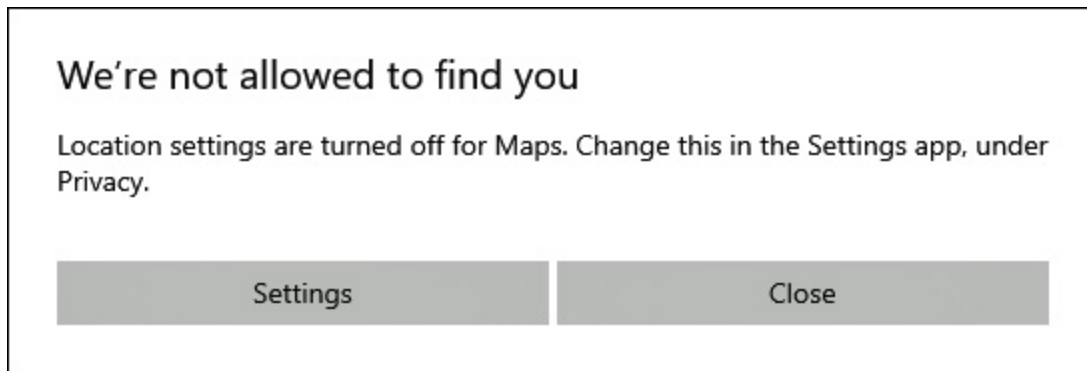 We’re not allowed to find you
Location settings are turned off for Maps. Change this in the Settings app, under
Privacy.
Settings
Close